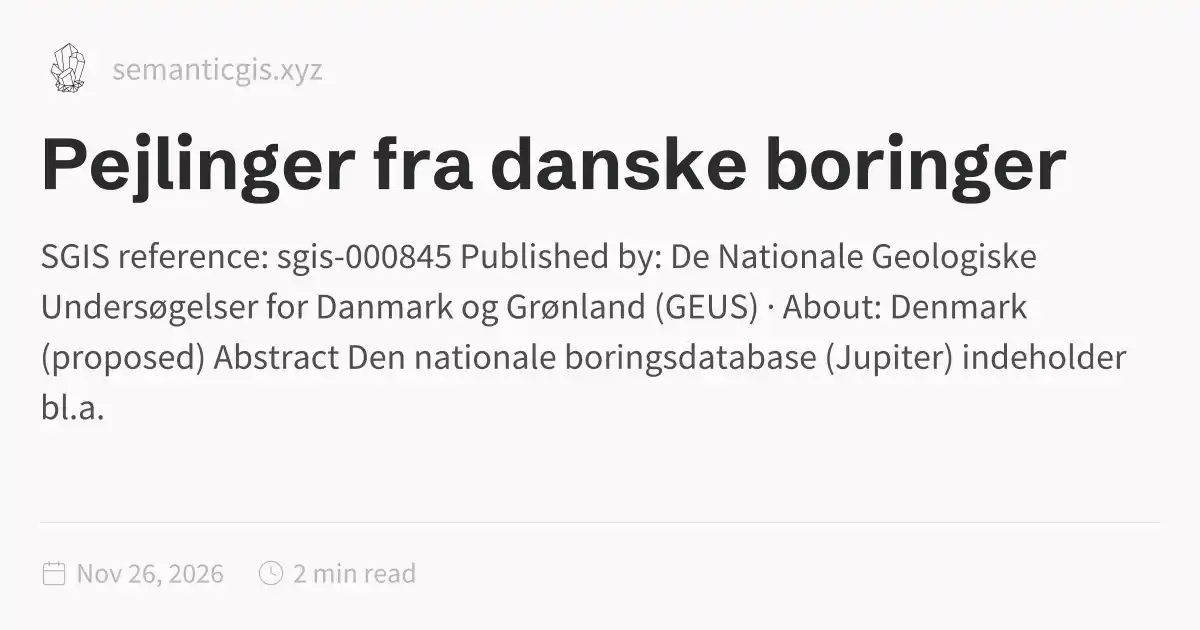 semanticgis.xyz
Pejlinger fra danske boringer
SGIS reference: sgis-000845 Published by: De Nationale Geologiske
Undersøgelser for Danmark og Grønland (GEUS) · About: Denmark
(proposed) Abstract Den nationale boringsdatabase (Jupiter) indeholder
bl.a.
Nov 26, 2026 2 min read